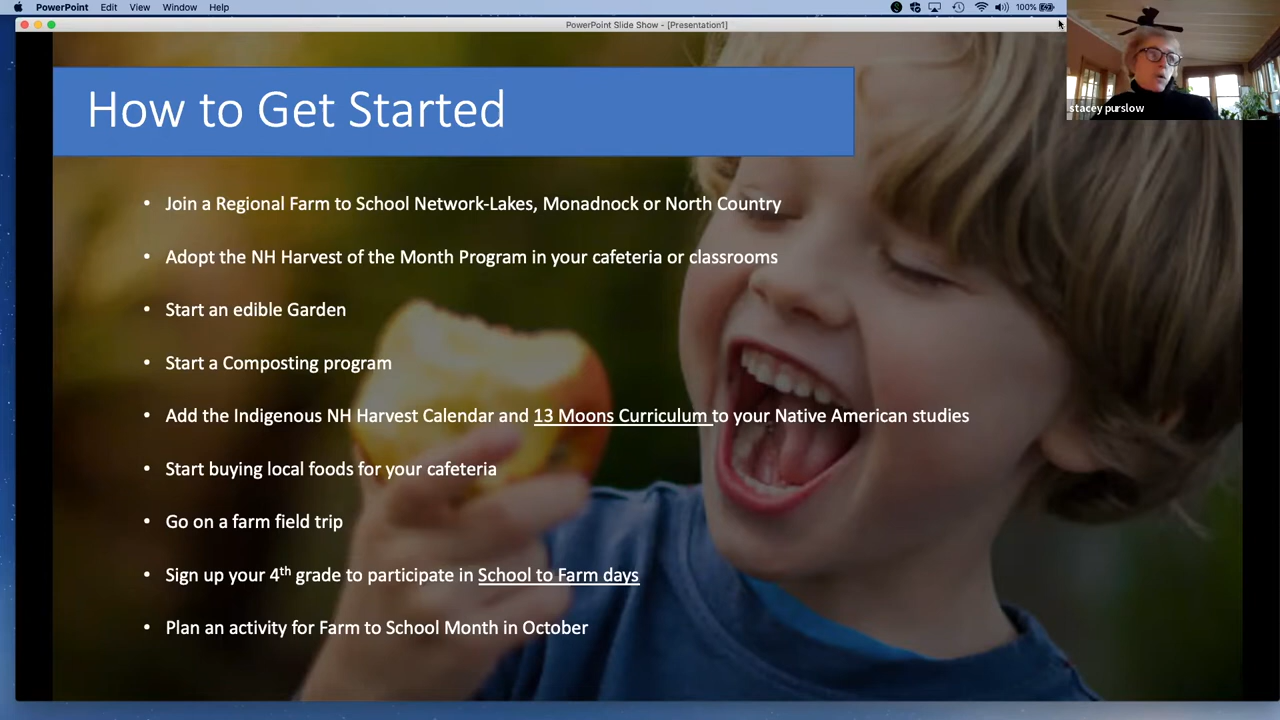 PowerPoint Edit View Window Help 100%
PowerPoint Slide Show - [Presentation1]
stacey purslow
How to Get Started
• Join a Regional Farm to School Network-Lakes, Monadnock or North Country
• Adopt the NH Harvest of the Month Program in your cafeteria or classrooms
• Start an edible Garden
• Start a Composting program
• Add the Indigenous NH Harvest Calendar and 13 Moons Curriculum to your Native American studies
• Start buying local foods for your cafeteria
• Go on a farm field trip
• Sign up your 4th grade to participate in School to Farm days
• Plan an activity for Farm to School Month in October